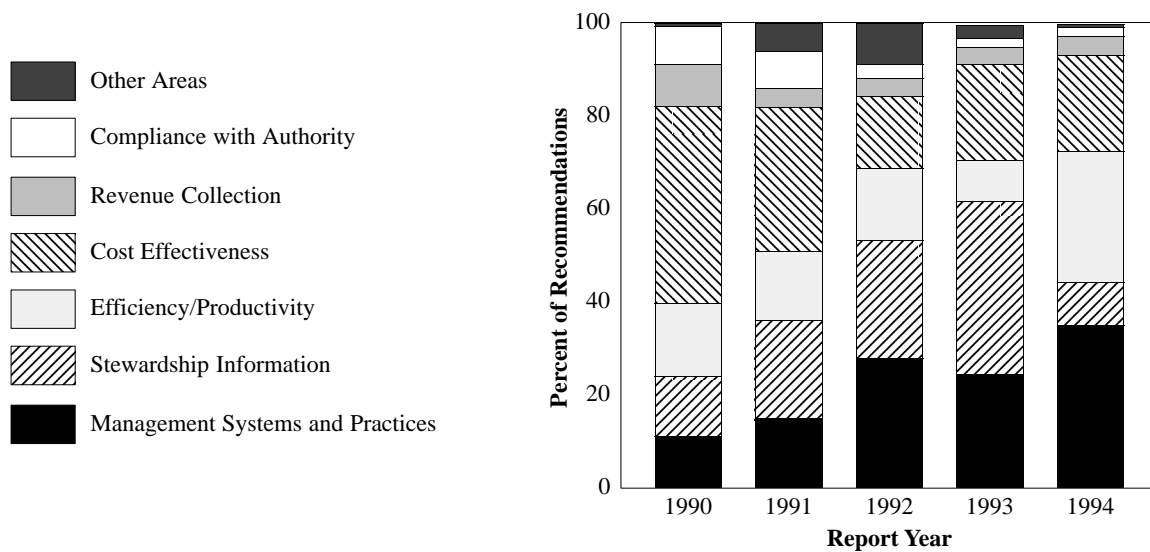 Other Areas
Compliance with Authority
Revenue Collection
Cost Effectiveness
Efficiency/Productivity
Stewardship Information
Management Systems and Practices
Percent of Recommendations
100
80
60
40
20
0
1990 1991 1992 1993 1994
Report Year